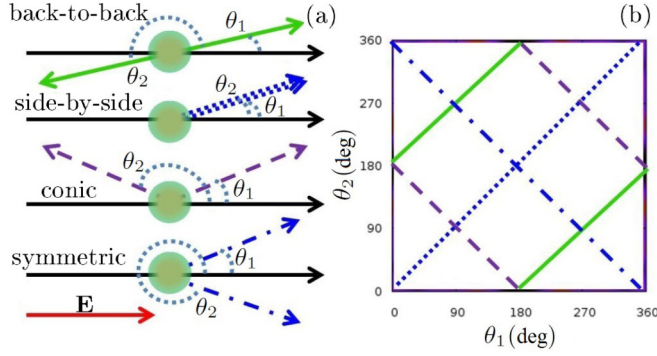 back-to-back
θ1
(a)
θ2
side-by-side
θ2
θ1
θ2
conic
θ1
symmetric
θ1
θ2
E
(b)
360
270
θ2(deg)
180
90
0
0 90 180 270 360
θ1(deg)